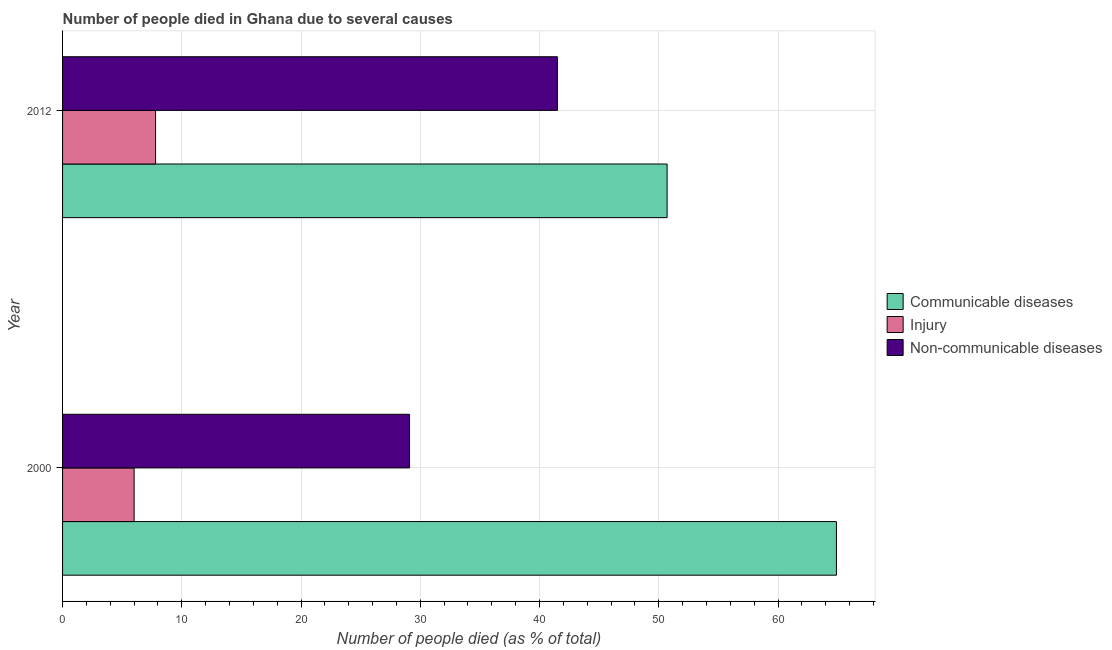 Number of people died in Ghana due to several causes
2012
2000
Year
0
10
20
30
40
50
60
Number of people died (as % of total)
Communicable diseases
Injury
Non-communicable diseases